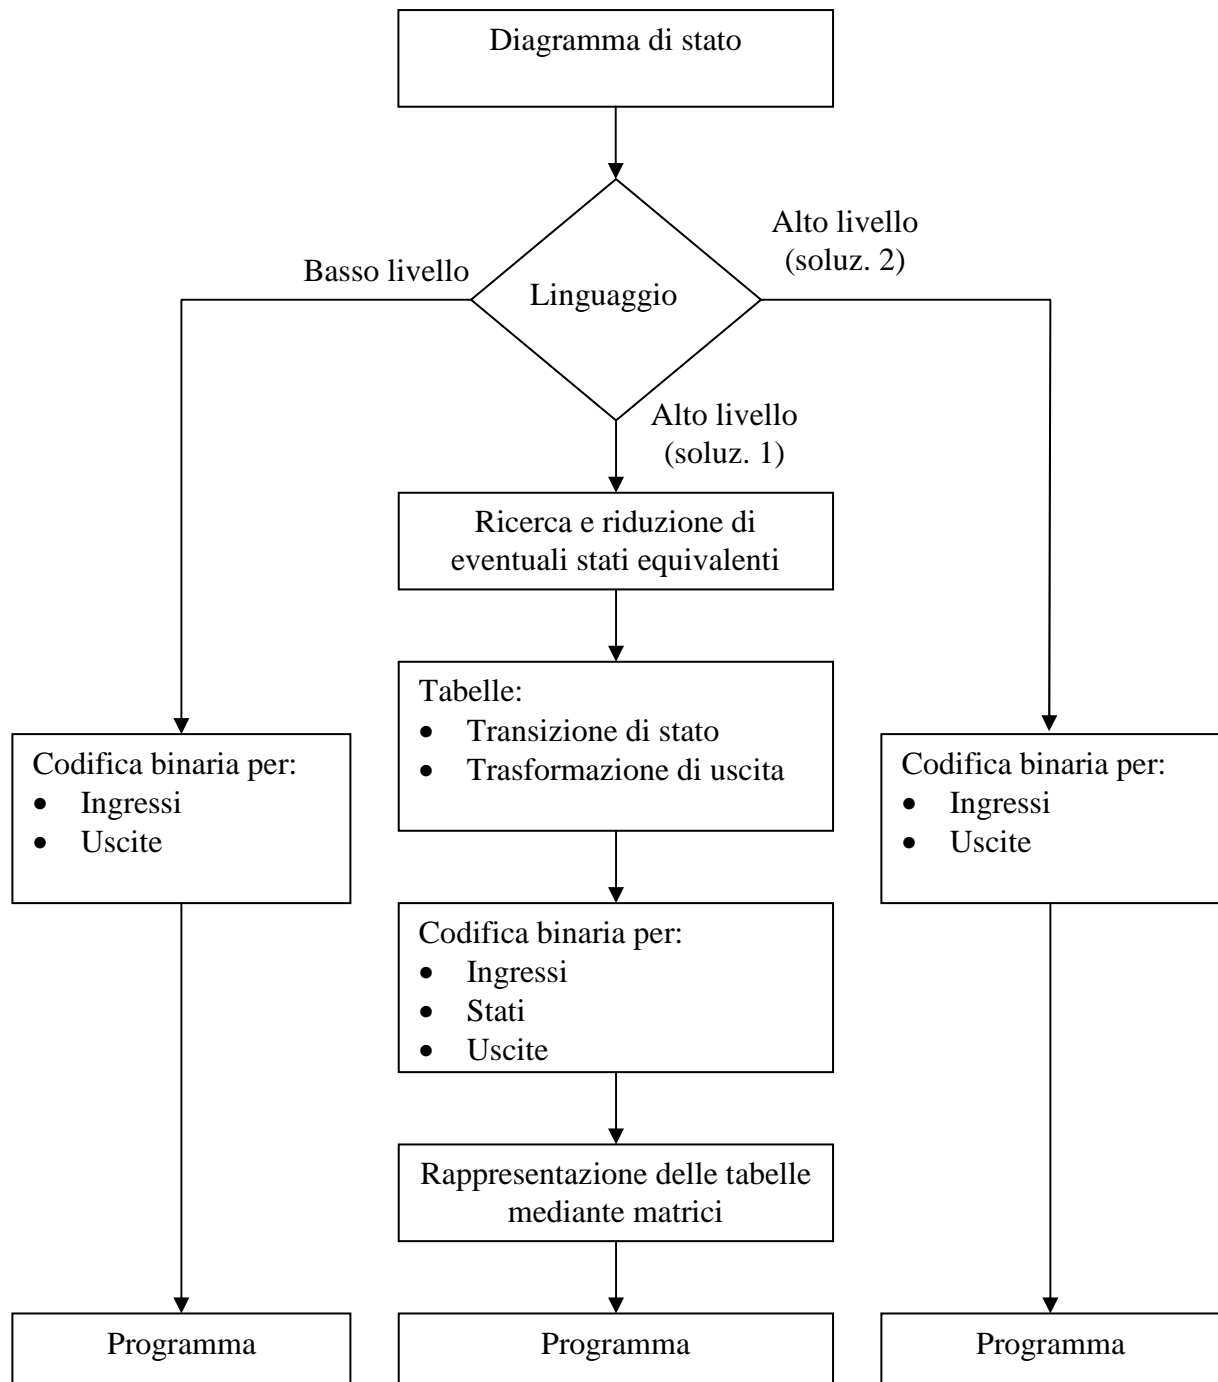 Diagramma di stato
Alto livello
(soluz. 2)
Basso livello
Linguaggio
Alto livello
(soluz. 1)
Ricerca e riduzione di
eventuali stati equivalenti
Tabelle:
• Transizione di stato
• Trasformazione di uscita
Codifica binaria per:
• Ingressi
• Uscite
Codifica binaria per:
• Ingressi
• Uscite
Codifica binaria per:
• Ingressi
• Stati
• Uscite
Rappresentazione delle tabelle
mediante matrici
Programma
Programma
Programma